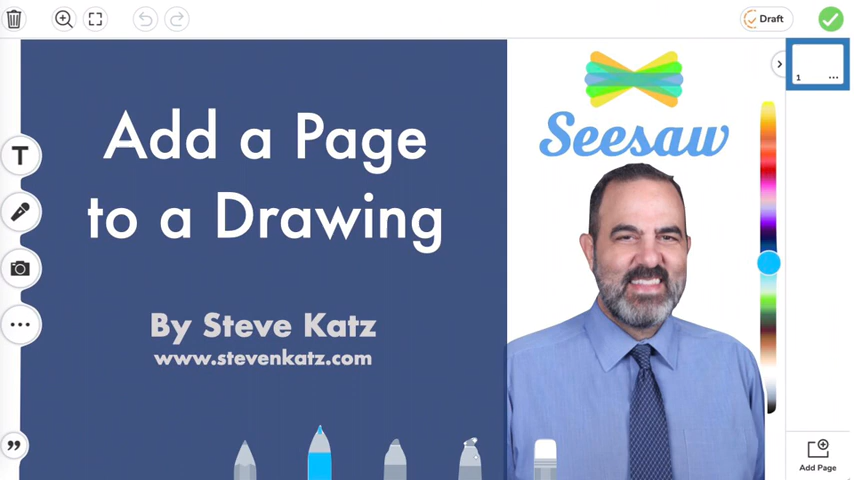 Draft
Add a Page
to a Drawing
By Steve Katz
www.stevenkatz.com
Seesaw
T
1
Add Page